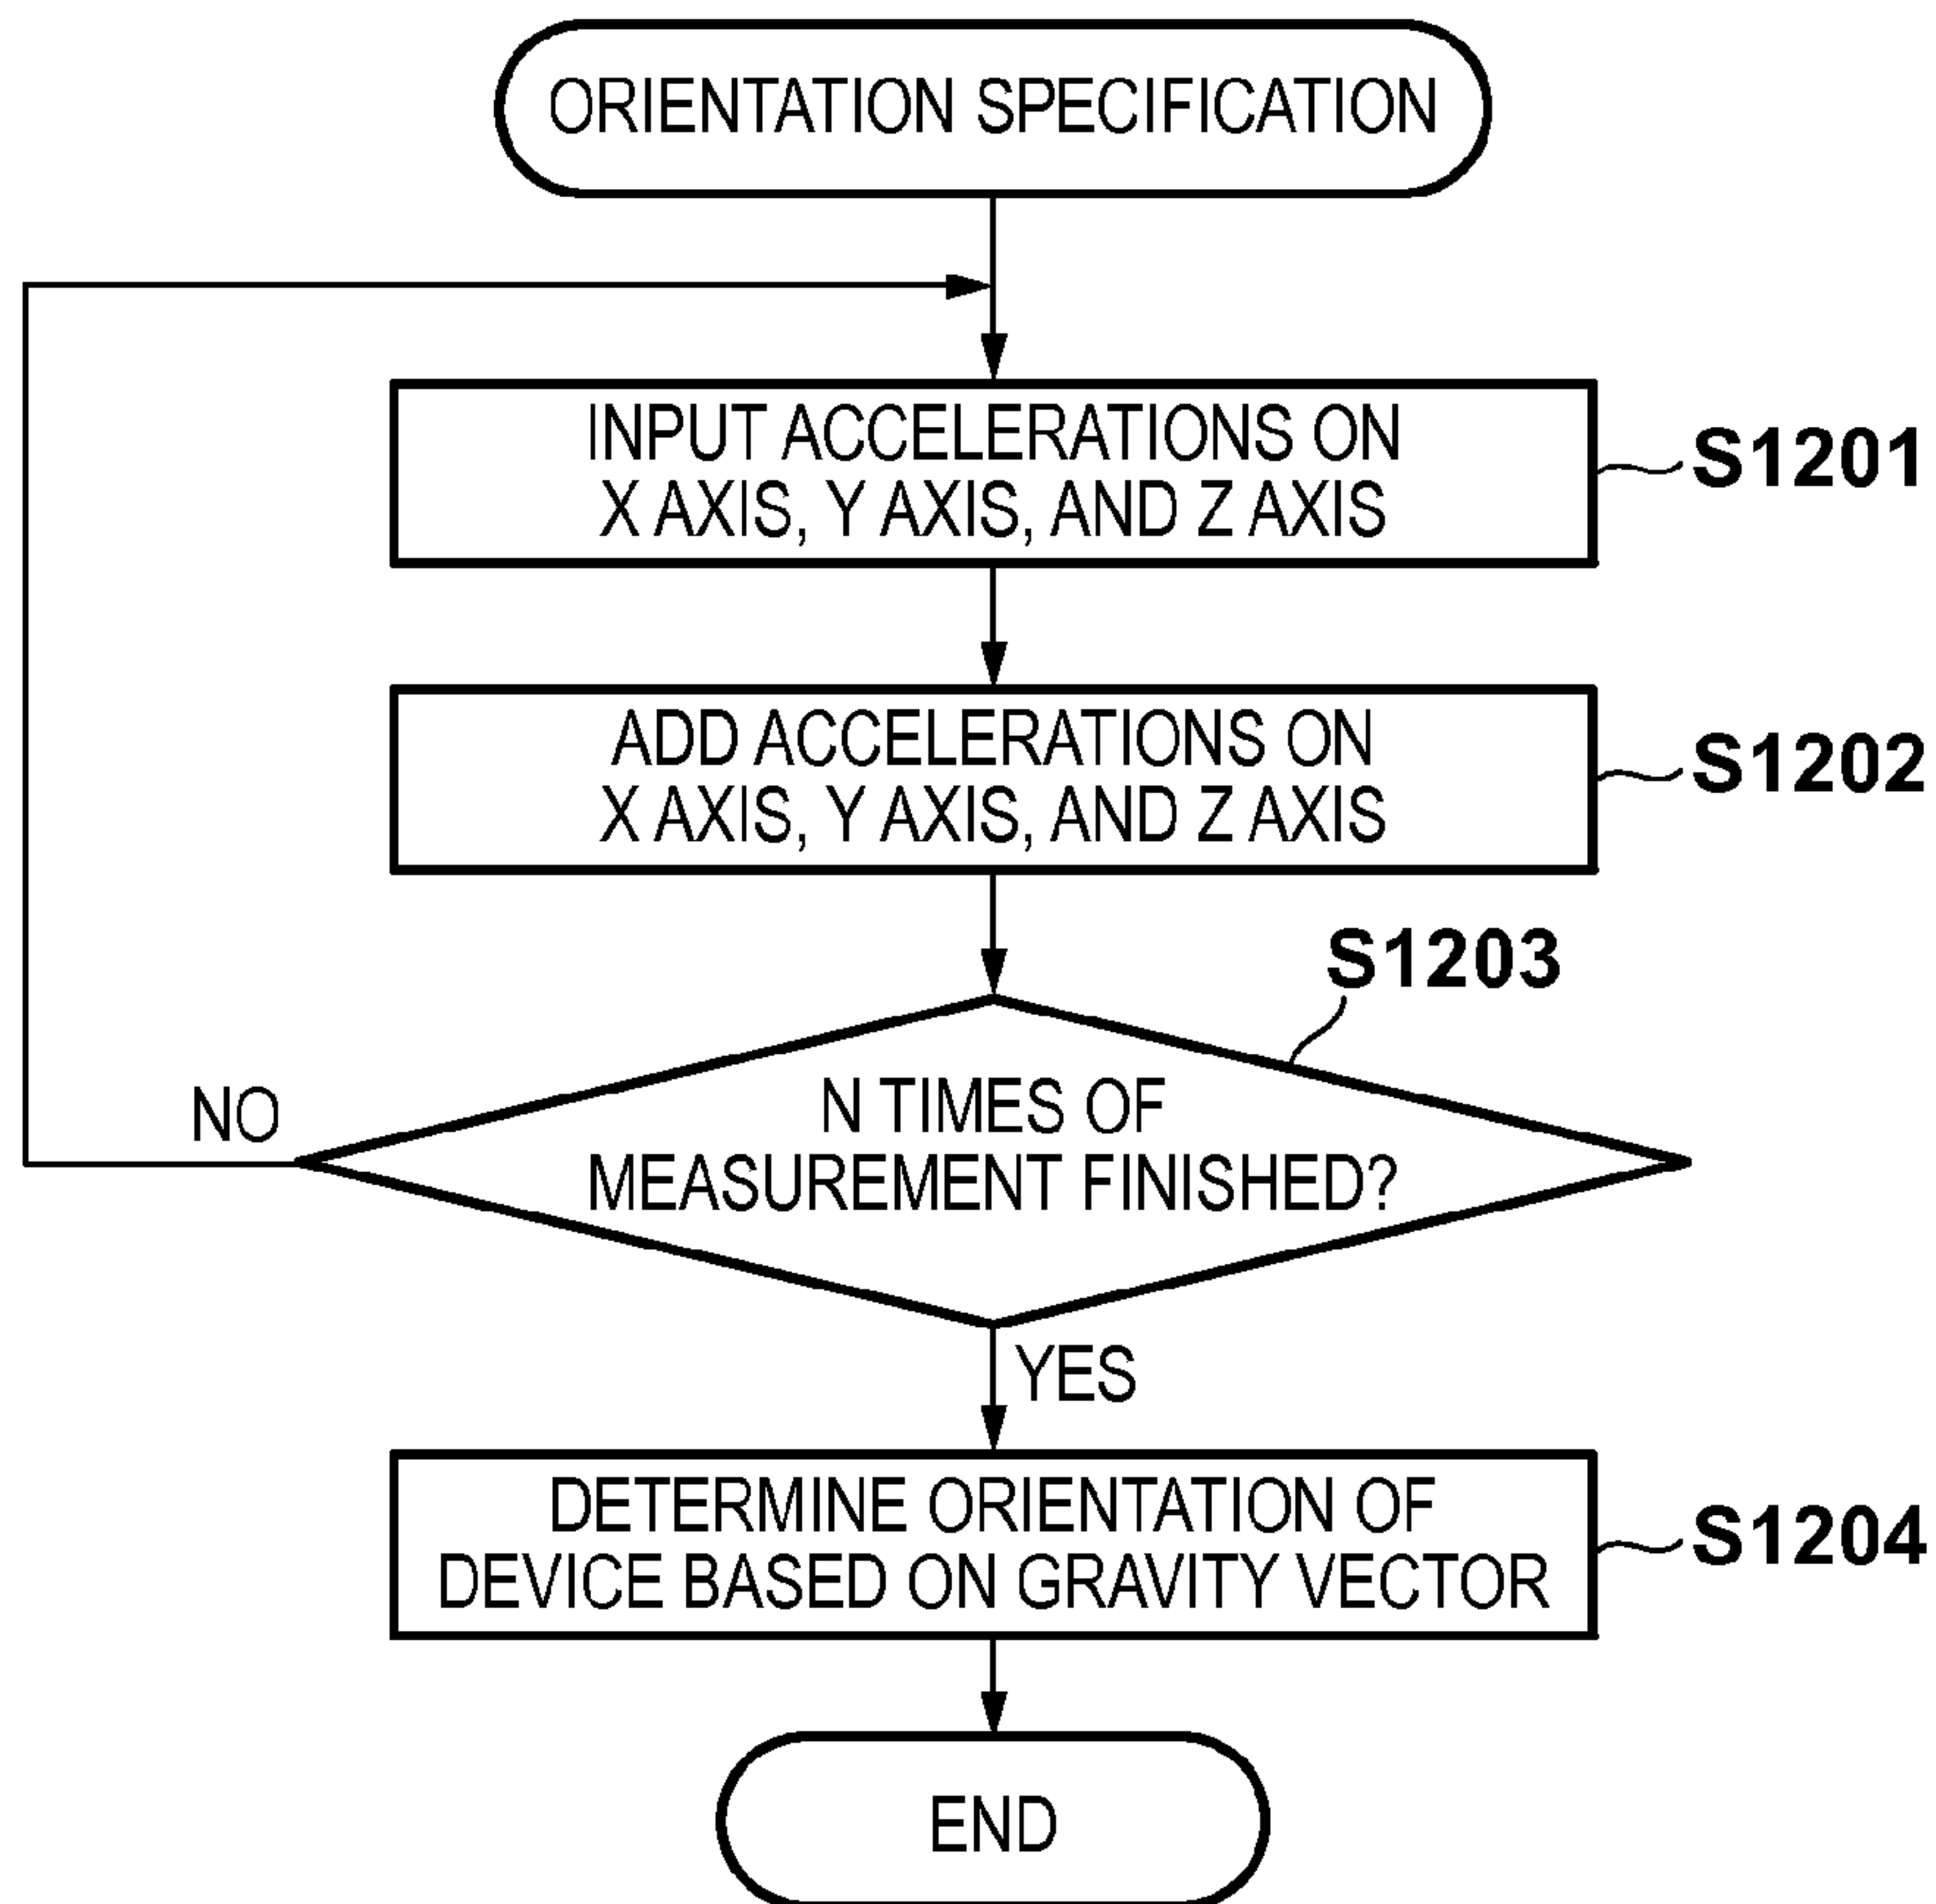 ORIENTATION SPECIFICATION
INPUT ACCELERATIONS ON
X AXIS, Y AXIS, AND Z AXIS
S1201
ADD ACCELERATIONS ON
X AXIS, Y AXIS, AND Z AXIS
S1202
S1203
N TIMES OF
MEASUREMENT FINISHED?
NO
YES
DETERMINE ORIENTATION OF
DEVICE BASED ON GRAVITY VECTOR
S1204
END